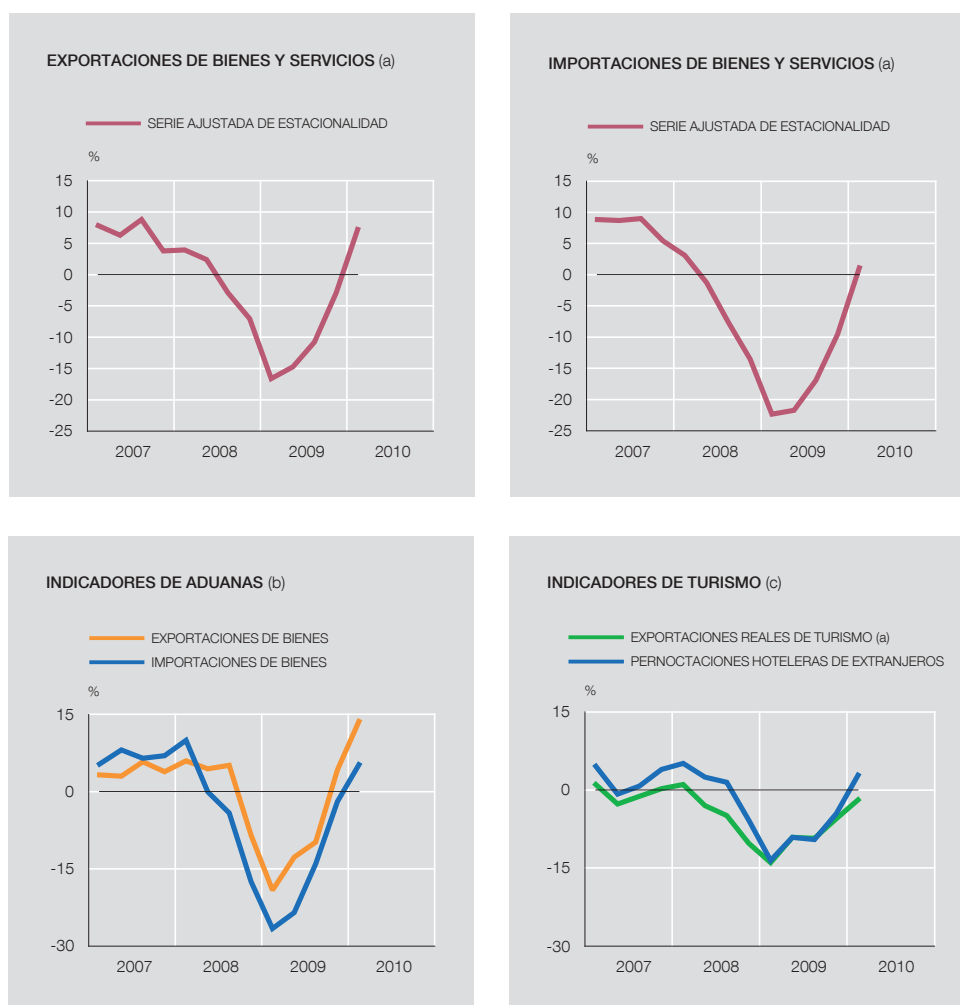 EXPORTACIONES DE BIENES Y SERVICIOS (a)
SERIE AJUSTADA DE ESTACIONALIDAD
%
15
10
5
0
-5
-10
-15
-20
-25
2007 2008 2009 2010
IMPORTACIONES DE BIENES Y SERVICIOS (a)
SERIE AJUSTADA DE ESTACIONALIDAD
%
15
10
5
0
-5
-10
-15
-20
-25
2007 2008 2009 2010
INDICADORES DE ADUANAS (b)
EXPORTACIONES DE BIENES
IMPORTACIONES DE BIENES
%
15
0
-15
-30
2007 2008 2009 2010
INDICADORES DE TURISMO (c)
EXPORTACIONES REALES DE TURISMO (a)
PERNOCTACIONES HOTELERAS DE EXTRANJEROS
%
15
0
-15
-30
2007 2008 2009 2010